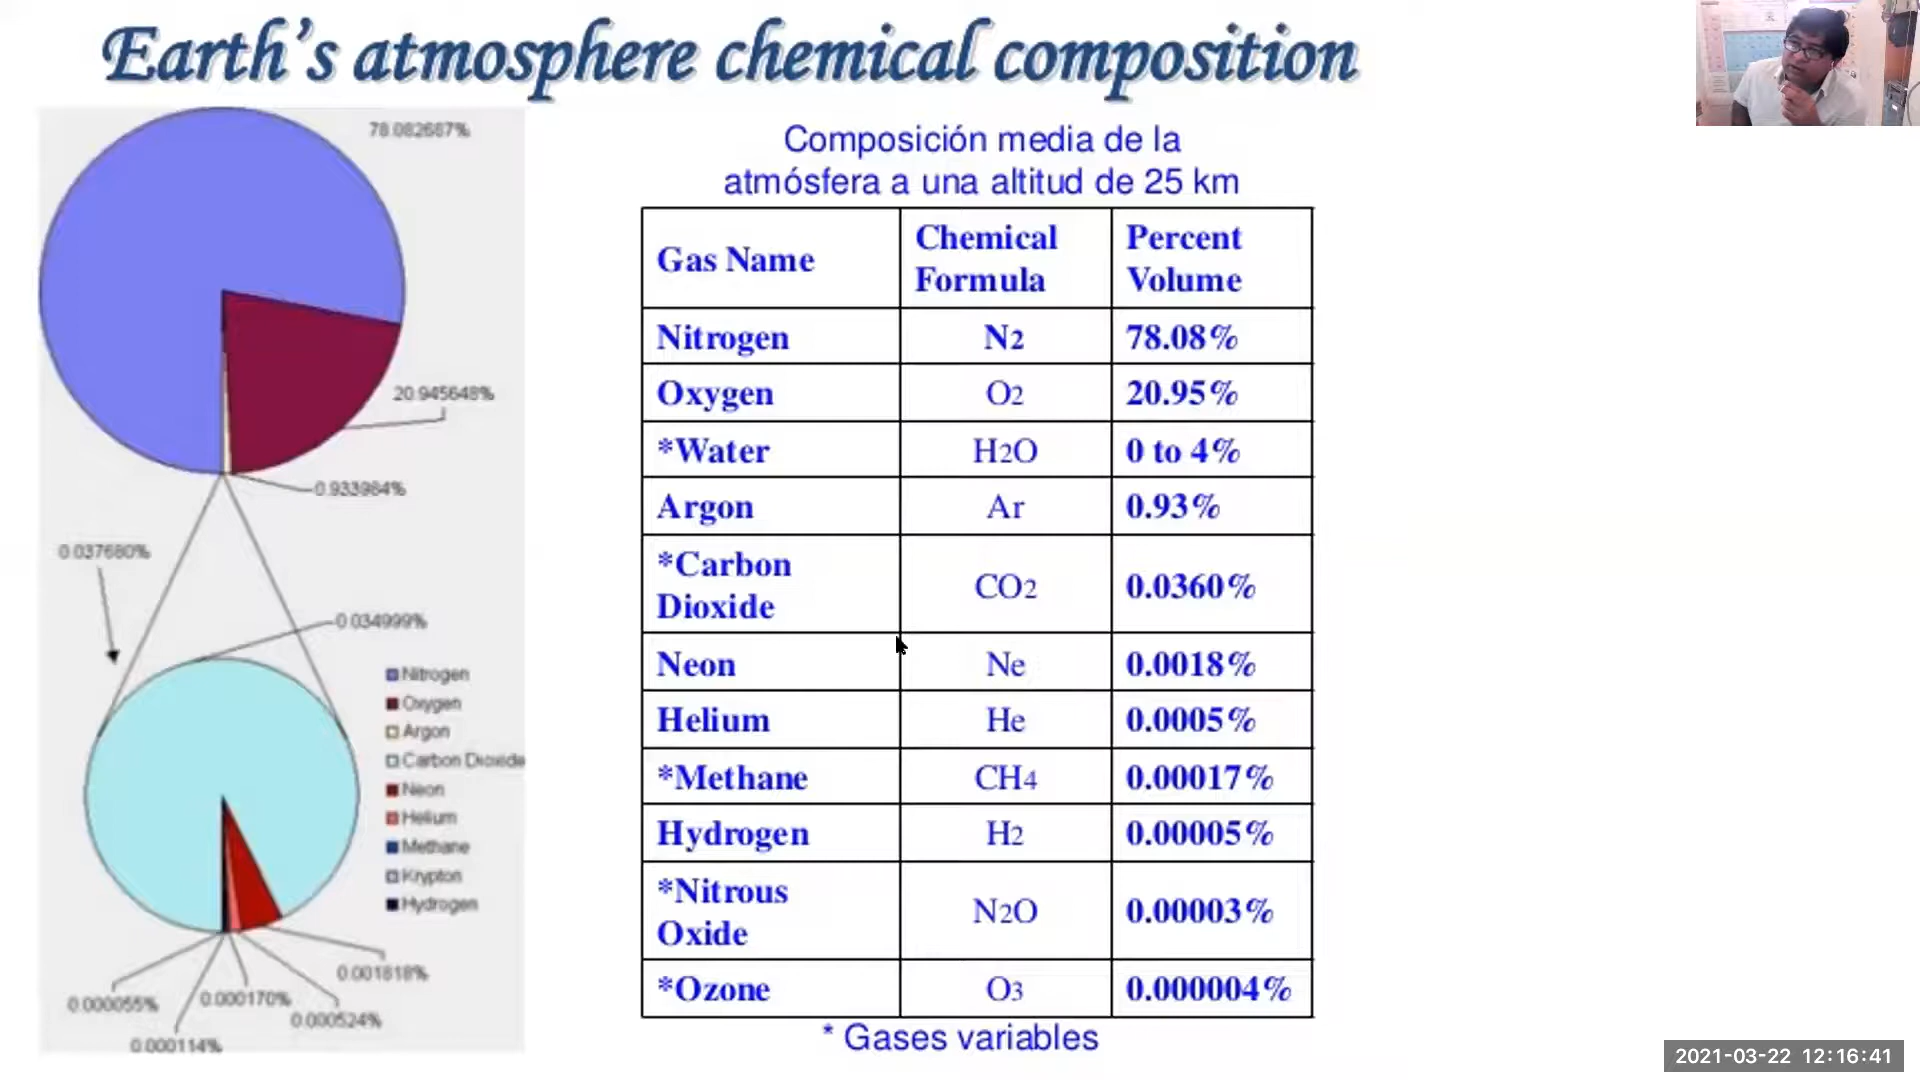 Earth's atmosphere chemical composition
78.082687%
20.945648%
0.933984%
0.037680%
0.034999%
Nitrogen
Oxygen
Argon
Carbon Dioxide
Neon
Helium
Methane
Krypton
Hydrogen
0.001818%
0.000055%
0.000170%
0.000524%
0.000114%
Composición media de la
atmósfera a una altitud de 25 km
Gas Name Chemical Formula Percent Volume
Nitrogen N2 78.08%
Oxygen O2 20.95%
*Water H2O 0 to 4%
Argon Ar 0.93%
*Carbon Dioxide CO2 0.0360%
Neon Ne 0.0018%
Helium He 0.0005%
*Methane CH4 0.00017%
Hydrogen H2 0.00005%
*Nitrous Oxide N2O 0.00003%
*Ozone O3 0.000004%
* Gases variables
2021-03-22 12:16:41